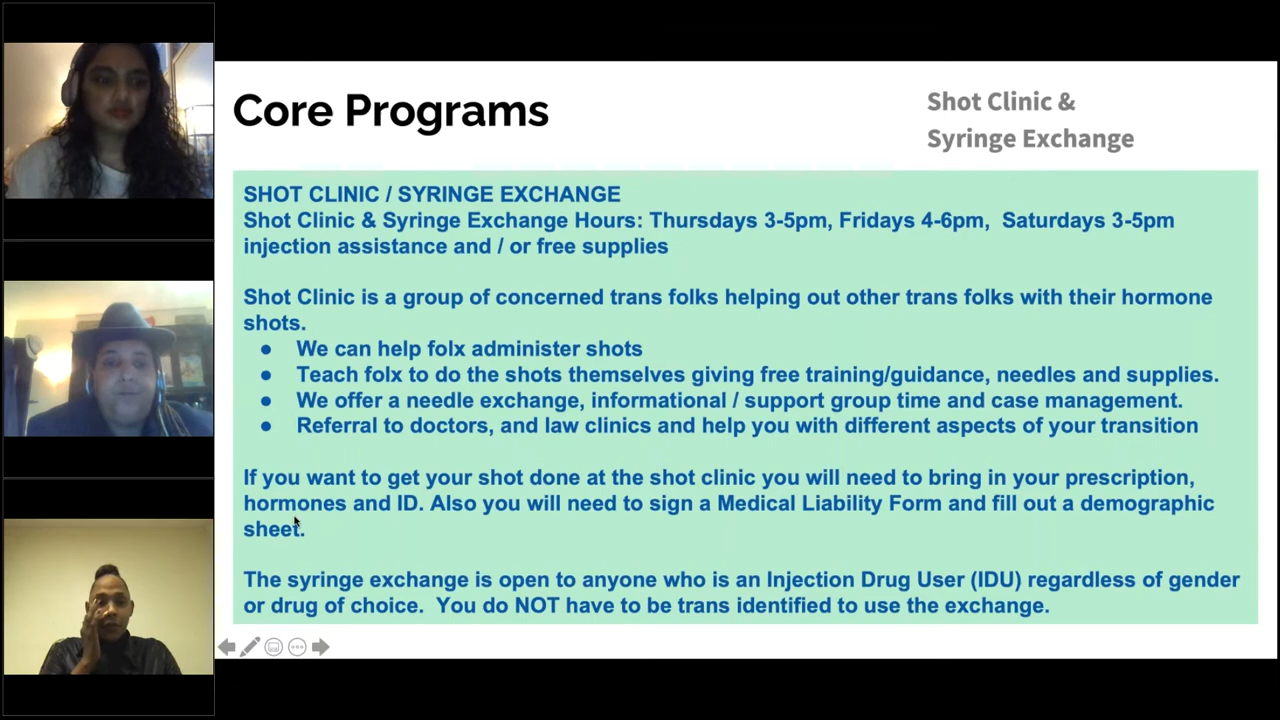 Core Programs
Shot Clinic &
Syringe Exchange
SHOT CLINIC / SYRINGE EXCHANGE
Shot Clinic & Syringe Exchange Hours: Thursdays 3-5pm, Fridays 4-6pm,  Saturdays 3-5pm
injection assistance and / or free supplies
Shot Clinic is a group of concerned trans folks helping out other trans folks with their hormone
shots.
● We can help folx administer shots
● Teach folx to do the shots themselves giving free training/guidance, needles and supplies.
● We offer a needle exchange, informational / support group time and case management.
● Referral to doctors, and law clinics and help you with different aspects of your transition
If you want to get your shot done at the shot clinic you will need to bring in your prescription,
hormones and ID. Also you will need to sign a Medical Liability Form and fill out a demographic
sheet.
The syringe exchange is open to anyone who is an Injection Drug User (IDU) regardless of gender
or drug of choice.  You do NOT have to be trans identified to use the exchange.